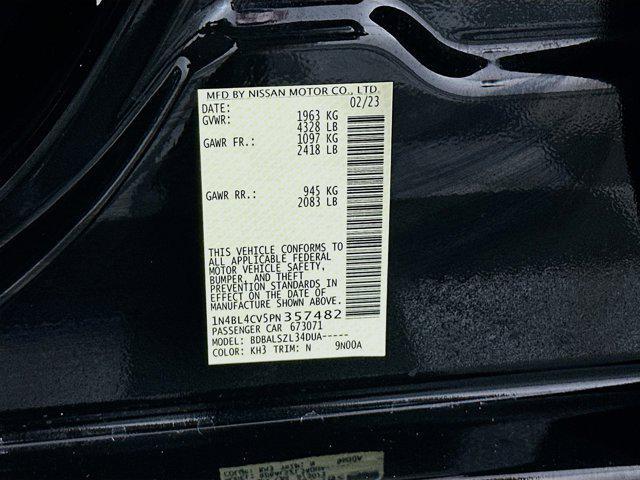 MFD BY NISSAN MOTOR CO., LTD.
DATE: 02/23
GVWR: 1963 KG
4328 LB
GAWR FR.: 1097 KG
2418 LB
GAWR RR.: 945 KG
2083 LB
THIS VEHICLE CONFORMS TO
ALL APPLICABLE FEDERAL
MOTOR VEHICLE SAFETY,
BUMPER, AND THEFT
PREVENTION STANDARDS IN
EFFECT ON THE DATE OF
MANUFACTURE SHOWN ABOVE.
1N4BL4CV5PN357482
PASSENGER CAR 673071
MODEL: BDBALSZL34DUA-----
COLOR: KH3 TRIM: N 9N00A